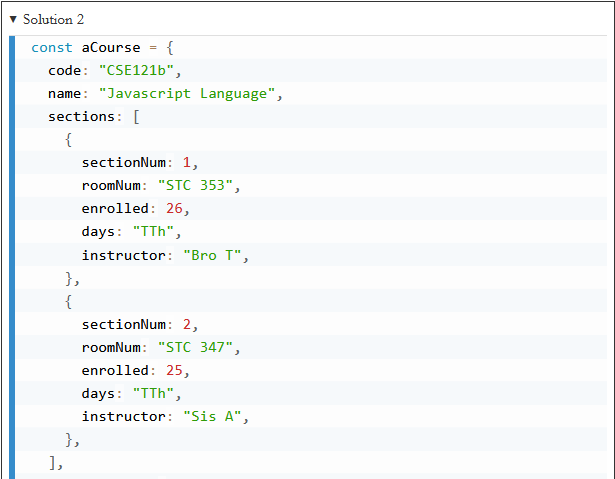 ▼ Solution 2
const aCourse = {
  code: "CSE121b",
  name: "Javascript Language",
  sections: [
    {
      sectionNum: 1,
      roomNum: "STC 353",
      enrolled: 26,
      days: "TTh",
      instructor: "Bro T",
    },
    {
      sectionNum: 2,
      roomNum: "STC 347",
      enrolled: 25,
      days: "TTh",
      instructor: "Sis A",
    },
  ],